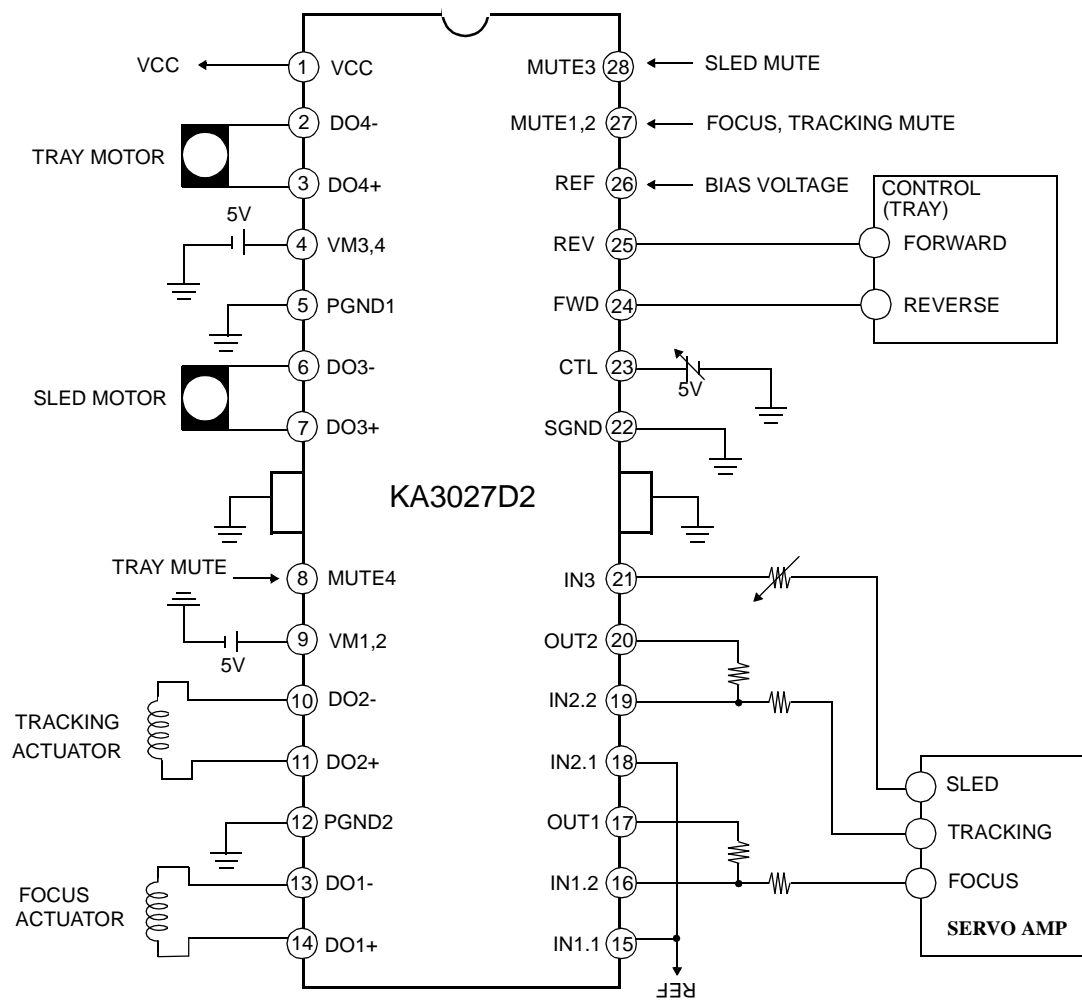 VCC
1
VCC
2
DO4-
TRAY MOTOR
3
DO4+
5V
4
VM3,4
5
PGND1
6
DO3-
SLED MOTOR
7
DO3+
KA3027D2
TRAY MUTE
8
MUTE4
9
VM1,2
5V
10
DO2-
TRACKING
ACTUATOR
11
DO2+
12
PGND2
13
DO1-
FOCUS
ACTUATOR
14
DO1+
MUTE3
28
SLED MUTE
MUTE1,2
27
FOCUS, TRACKING MUTE
REF
26
BIAS VOLTAGE
CONTROL
(TRAY)
REV
25
FORWARD
FWD
24
REVERSE
CTL
23
5V
SGND
22
IN3
21
OUT2
20
IN2.2
19
IN2.1
18
SLED
OUT1
17
TRACKING
IN1.2
16
FOCUS
SERVO AMP
IN1.1
15
REF